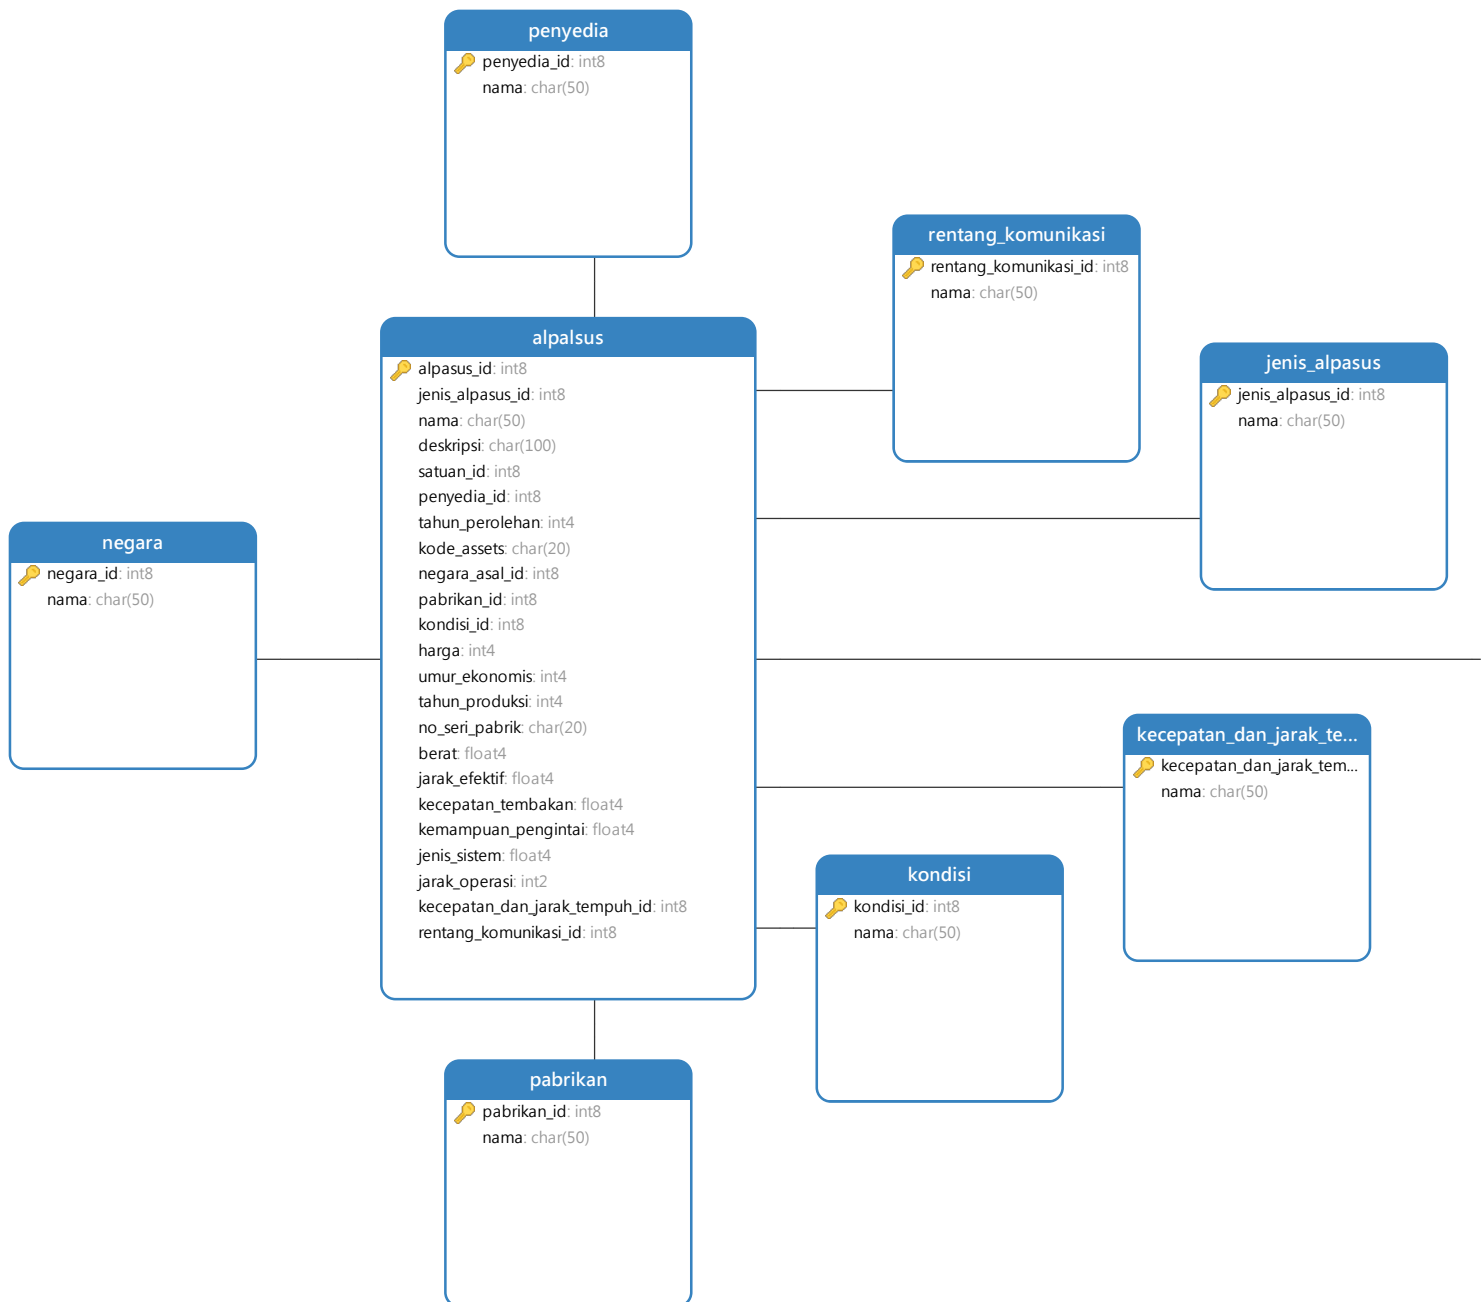 penyedia
penyedia_id: int8
nama: char(50)
rentang_komunikasi
rentang_komunikasi_id: int8
nama: char(50)
alpalsus
alpasus_id: int8
jenis_alpasus_id: int8
nama: char(50)
deskripsi: char(100)
satuan_id: int8
penyedia_id: int8
tahun_perolehan: int4
kode_assets: char(20)
negara_asal_id: int8
pabrikan_id: int8
kondisi_id: int8
harga: int4
umur_ekonomis: int4
tahun_produksi: int4
no_seri_pabrik: char(20)
berat: float4
jarak_efektif: float4
kecepatan_tembakan: float4
kemampuan_pengintai: float4
jenis_sistem: float4
jarak_operasi: int2
kecepatan_dan_jarak_tempuh_id: int8
rentang_komunikasi_id: int8
jenis_alpasus
jenis_alpasus_id: int8
nama: char(50)
negara
negara_id: int8
nama: char(50)
kecepatan_dan_jarak_te...
kecepatan_dan_jarak_tem...
nama: char(50)
kondisi
kondisi_id: int8
nama: char(50)
pabrikan
pabrikan_id: int8
nama: char(50)